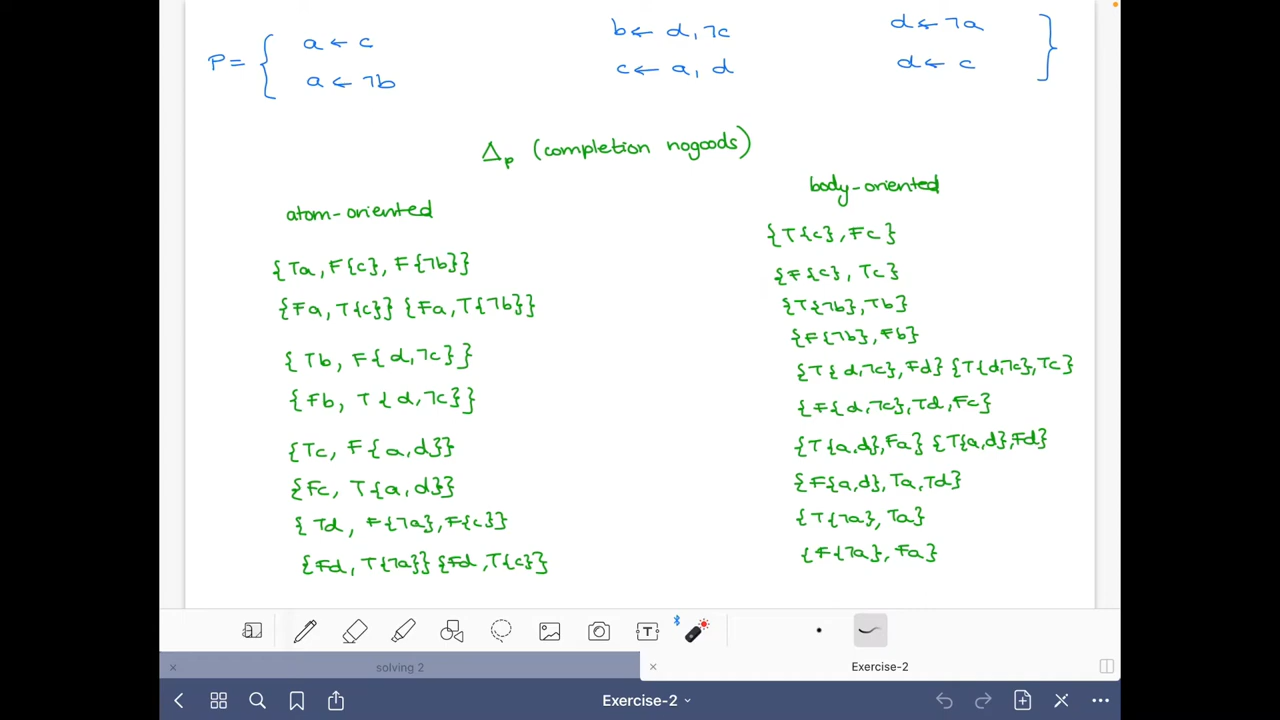 P = { a ← c b ← d, ¬c d ← ¬a }
a ← ¬b c ← a, d d ← c
Δp (completion nogoods)
atom-oriented
{Ta, F{c}, F{¬b}}
{Fa, T{c}} {Fa, T{¬b}}
{Tb, F{d,¬c}}
{Fb, T{d,¬c}}
{Tc, F{a,d}}
{Fc, T{a,d}}
{Td, F{¬a}, F{c}}
{Fd, T{¬a}} {Fd, T{c}}
body-oriented
{T{c}, Fc}
{F{c}, Tc}
{T{¬b}, Tb}
{F{¬b}, Fb}
{T{d,¬c}, Fd} {T{d,¬c}, Tc}
{F{d,¬c}, Td, Fc}
{T{a,d}, Fa} {T{a,d}, Fd}
{F{a,d}, Ta, Td}
{T{¬a}, Ta}
{F{¬a}, Fa}
T
solving 2
Exercise-2
Exercise-2